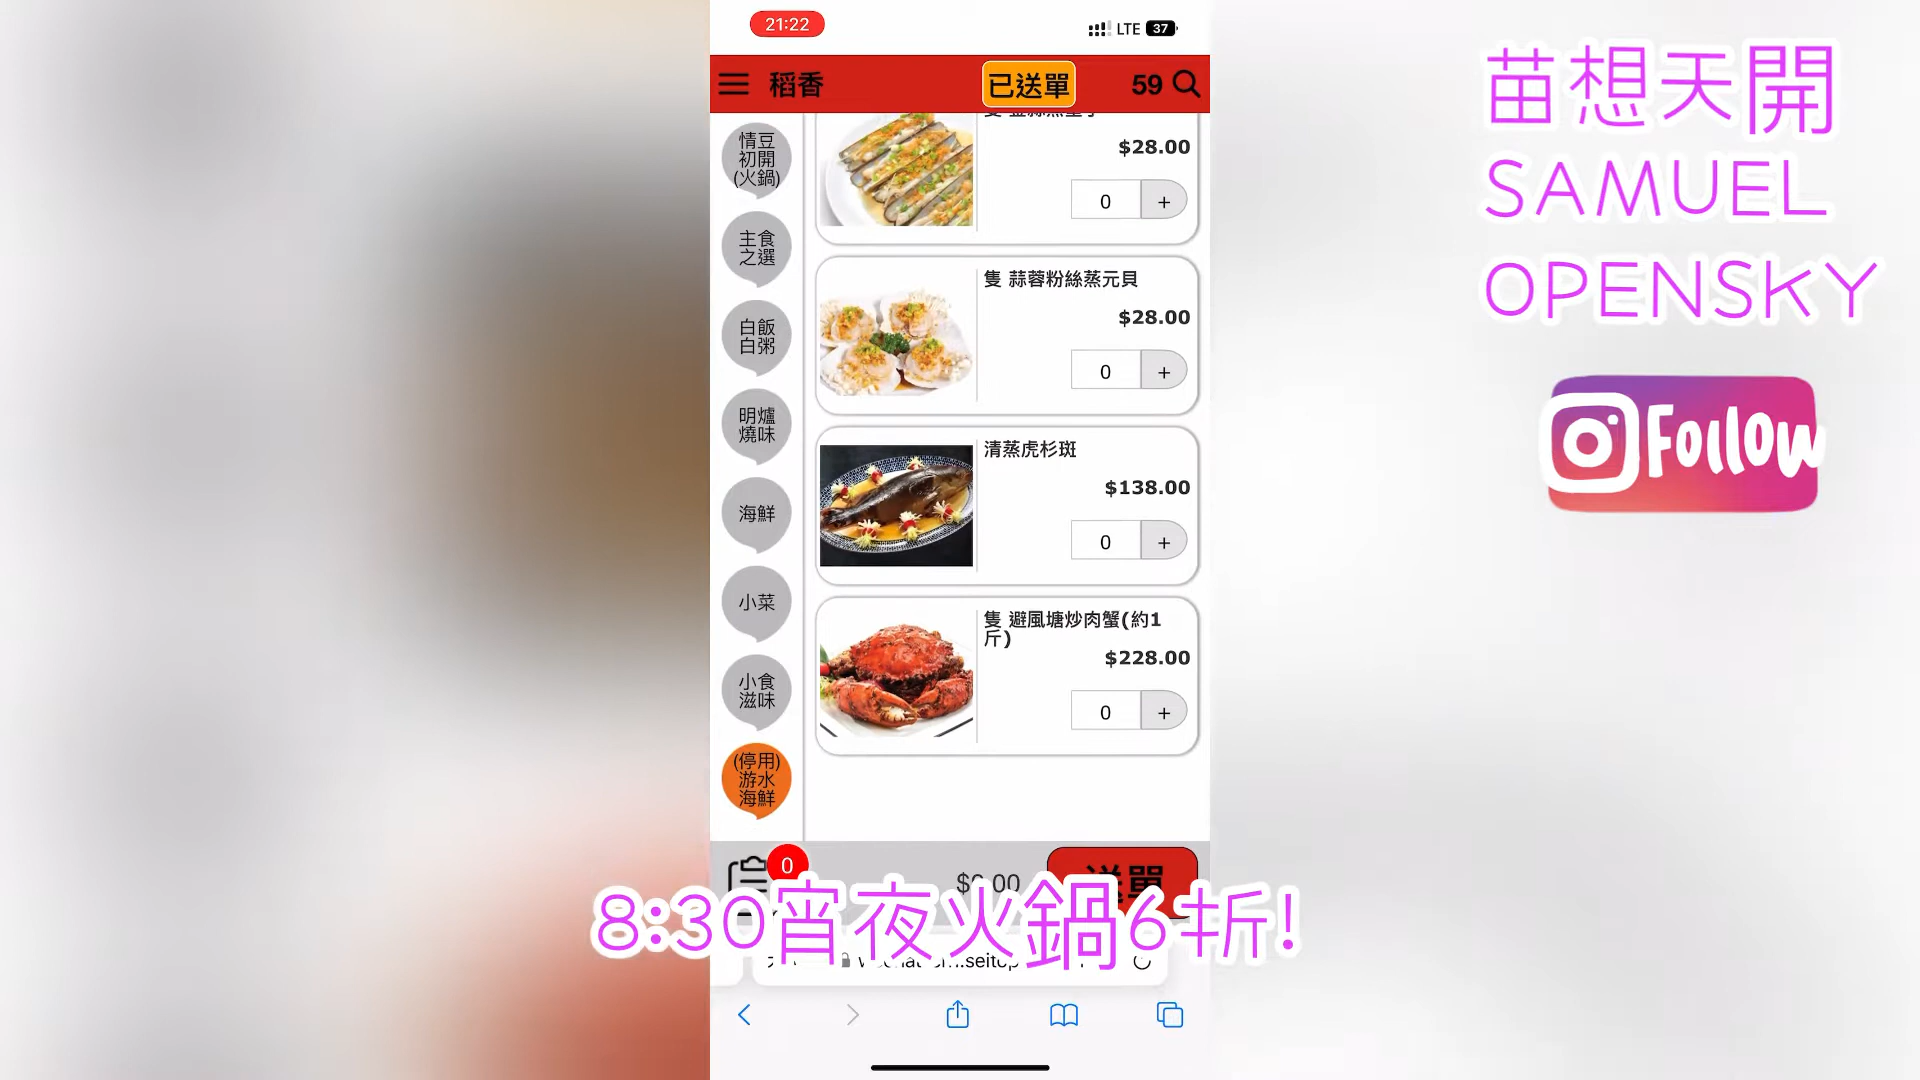 21:22
LTE 37
稻香
已送單
59
情豆
初開
(火鍋)
主食
之選
白飯
白粥
明爐
燒味
海鮮
小菜
小食
滋味
(停用)
游水
海鮮
$28.00
0 +
隻 蒜蓉粉絲蒸元貝
$28.00
0 +
清蒸虎杉斑
$138.00
0 +
隻 避風塘炒肉蟹(約1
斤)
$228.00
0 +
0
$0.00
送單
8:30宵夜火鍋6折!
苗想天開
SAMUEL
OPENSKY
Follow